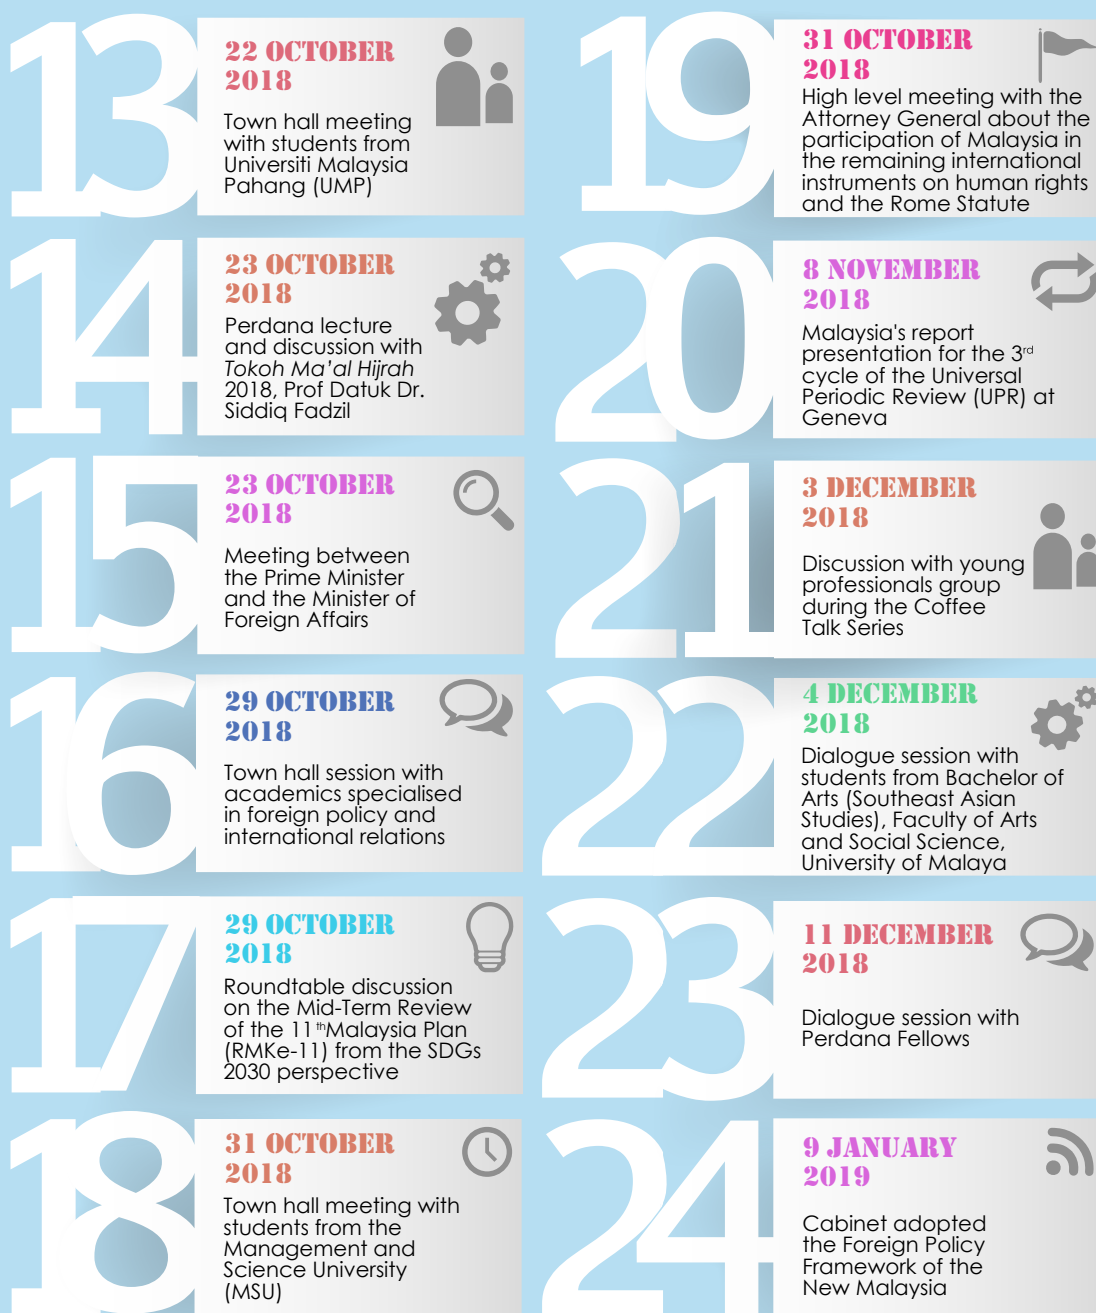 13
22 OCTOBER
2018
Town hall meeting
with students from
Universiti Malaysia
Pahang (UMP)
14
23 OCTOBER
2018
Perdana lecture
and discussion with
Tokoh Ma'al Hijrah
2018, Prof Datuk Dr.
Siddiq Fadzil
15
23 OCTOBER
2018
Meeting between
the Prime Minister
and the Minister of
Foreign Affairs
16
29 OCTOBER
2018
Town hall session with
academics specialised
in foreign policy and
international relations
17
29 OCTOBER
2018
Roundtable discussion
on the Mid-Term Review
of the 11thMalaysia Plan
(RMKe-11) from the SDGs
2030 perspective
18
31 OCTOBER
2018
Town hall meeting with
students from the
Management and
Science University
(MSU)
19
31 OCTOBER
2018
High level meeting with the
Attorney General about the
participation of Malaysia in
the remaining international
instruments on human rights
and the Rome Statute
20
8 NOVEMBER
2018
Malaysia's report
presentation for the 3rd
cycle of the Universal
Periodic Review (UPR) at
Geneva
21
3 DECEMBER
2018
Discussion with young
professionals group
during the Coffee
Talk Series
22
4 DECEMBER
2018
Dialogue session with
students from Bachelor of
Arts (Southeast Asian
Studies), Faculty of Arts
and Social Science,
University of Malaya
23
11 DECEMBER
2018
Dialogue session with
Perdana Fellows
24
9 JANUARY
2019
Cabinet adopted
the Foreign Policy
Framework of the
New Malaysia